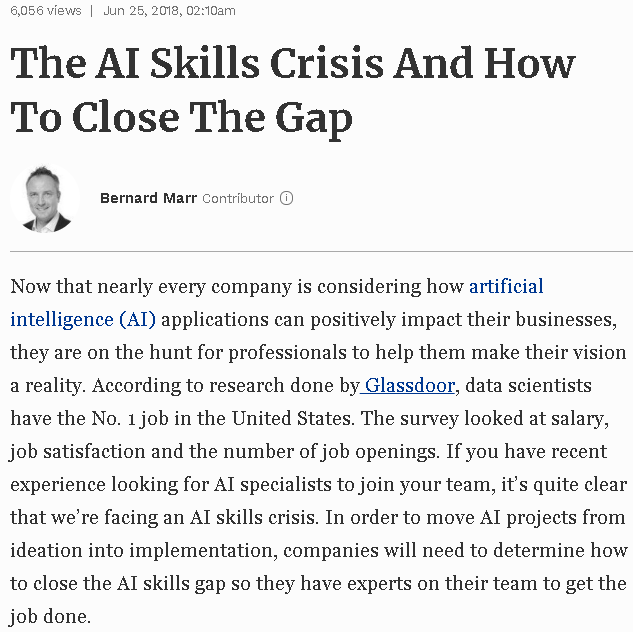 6,056 views | Jun 25, 2018, 02:10am
The AI Skills Crisis And How
To Close The Gap
Bernard Marr Contributor ⓘ
Now that nearly every company is considering how artificial
intelligence (AI) applications can positively impact their businesses,
they are on the hunt for professionals to help them make their vision
a reality. According to research done by Glassdoor, data scientists
have the No. 1 job in the United States. The survey looked at salary,
job satisfaction and the number of job openings. If you have recent
experience looking for AI specialists to join your team, it’s quite clear
that we’re facing an AI skills crisis. In order to move AI projects from
ideation into implementation, companies will need to determine how
to close the AI skills gap so they have experts on their team to get the
job done.